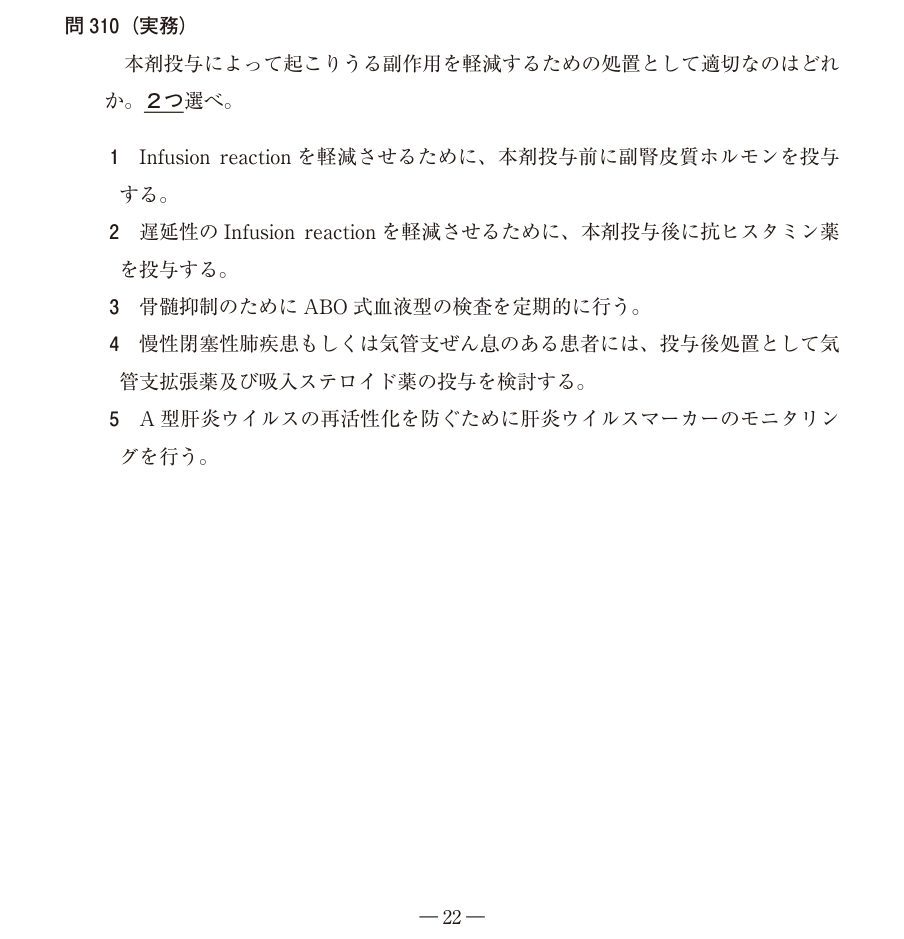 問 310（実務）
本剤投与によって起こりうる副作用を軽減するための処置として適切なのはどれ
か。２つ選べ。
1　Infusion reaction を軽減させるために、本剤投与前に副腎皮質ホルモンを投与
する。
2　遅延性の Infusion reaction を軽減させるために、本剤投与後に抗ヒスタミン薬
を投与する。
3　骨髄抑制のために ABO 式血液型の検査を定期的に行う。
4　慢性閉塞性肺疾患もしくは気管支ぜん息のある患者には、投与後処置として気
管支拡張薬及び吸入ステロイド薬の投与を検討する。
5　A 型肝炎ウイルスの再活性化を防ぐために肝炎ウイルスマーカーのモニタリン
グを行う。
― 22 ―